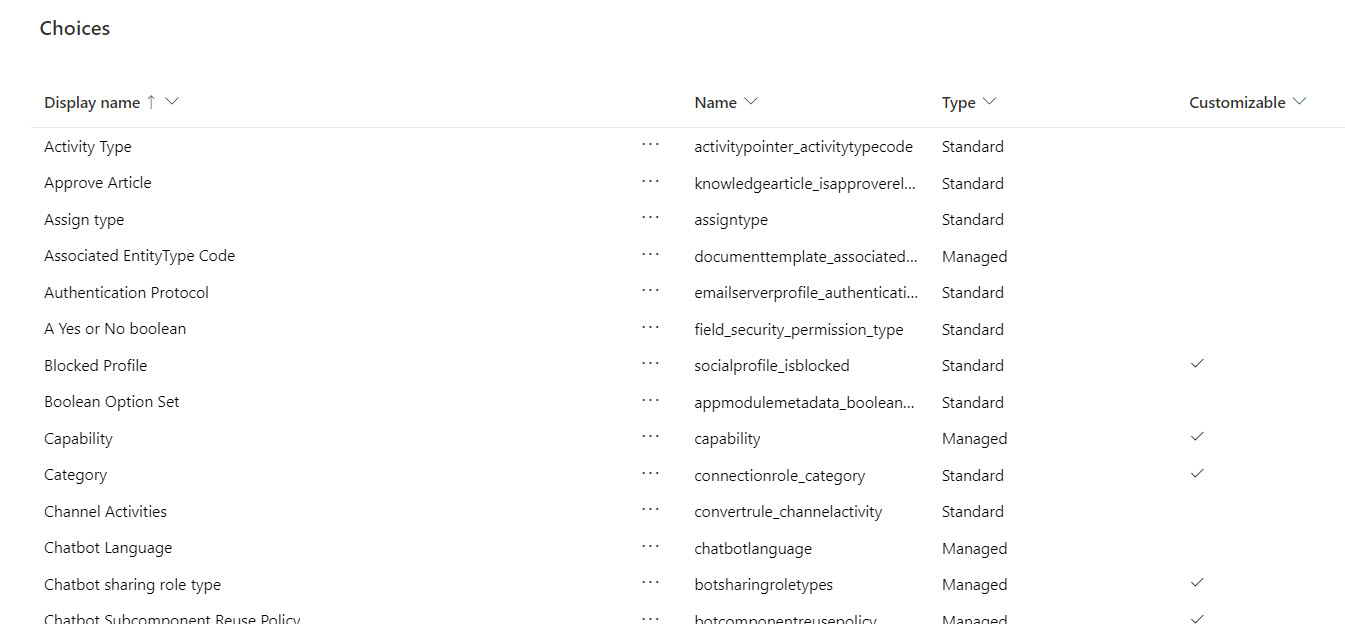 Choices
Display name ↑ Name Type Customizable
Activity Type ... activitypointer_activitytypecode Standard
Approve Article ... knowledgearticle_isapproverel... Standard
Assign type ... assigntype Standard
Associated EntityType Code ... documenttemplate_associated... Managed
Authentication Protocol ... emailserverprofile_authenticati... Standard
A Yes or No boolean ... field_security_permission_type Standard
Blocked Profile ... socialprofile_isblocked Standard ✓
Boolean Option Set ... appmodulemetadata_boolean... Standard
Capability ... capability Managed ✓
Category ... connectionrole_category Standard ✓
Channel Activities ... convertrule_channelactivity Standard
Chatbot Language ... chatbotlanguage Managed
Chatbot sharing role type ... botsharingroletypes Managed ✓
Chatbot Subcomponent Reuse Policy ... botcomponentreusepolicy Managed ✓